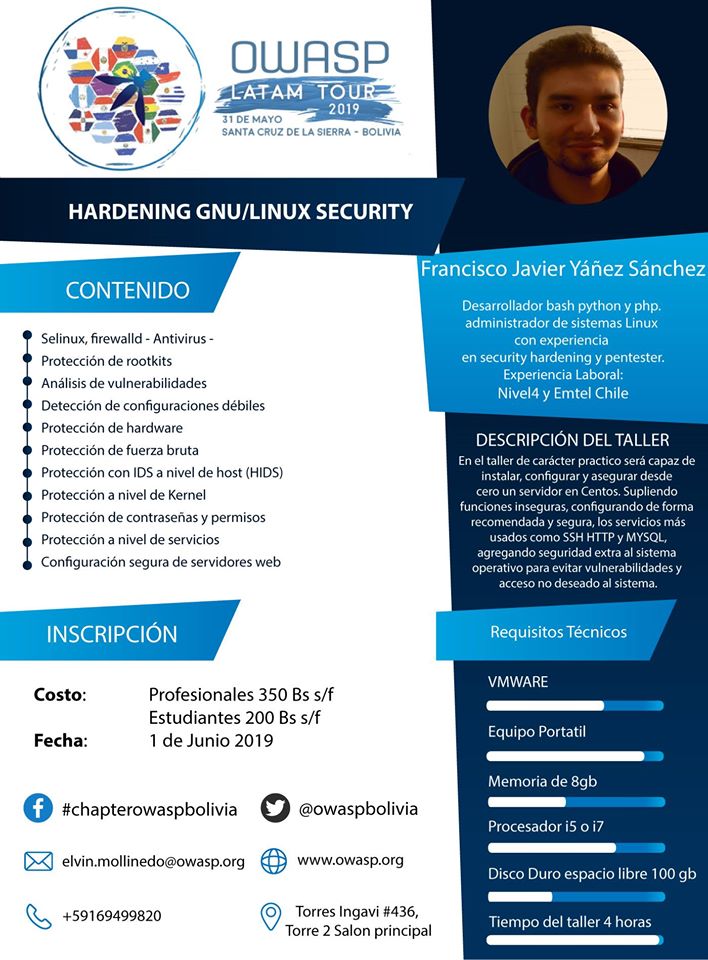 OWASP
LATAM TOUR
2019
31 DE MAYO
SANTA CRUZ DE LA SIERRA - BOLIVIA
HARDENING GNU/LINUX SECURITY
Francisco Javier Yáñez Sánchez
Desarrollador bash python y php.
administrador de sistemas Linux
con experiencia
en security hardening y pentester.
Experiencia Laboral:
Nivel4 y Emtel Chile
CONTENIDO
Selinux, firewalld - Antivirus -
Protección de rootkits
Análisis de vulnerabilidades
Detección de configuraciones débiles
Protección de hardware
Protección de fuerza bruta
Protección con IDS a nivel de host (HIDS)
Protección a nivel de Kernel
Protección de contraseñas y permisos
Protección a nivel de servicios
Configuración segura de servidores web
DESCRIPCIÓN DEL TALLER
En el taller de carácter practico será capaz de
instalar, configurar y asegurar desde
cero un servidor en Centos. Supliendo
funciones inseguras, configurando de forma
recomendada y segura, los servicios más
usados como SSH HTTP y MYSQL,
agregando seguridad extra al sistema
operativo para evitar vulnerabilidades y
acceso no deseado al sistema.
INSCRIPCIÓN
Costo: Profesionales 350 Bs s/f
Estudiantes 200 Bs s/f
Fecha: 1 de Junio 2019
#chapterowaspbolivia
@owaspbolivia
elvin.mollinedo@owasp.org
www.owasp.org
+59169499820
Torres Ingavi #436,
Torre 2 Salon principal
Requisitos Técnicos
VMWARE
Equipo Portatil
Memoria de 8gb
Procesador i5 o i7
Disco Duro espacio libre 100 gb
Tiempo del taller 4 horas